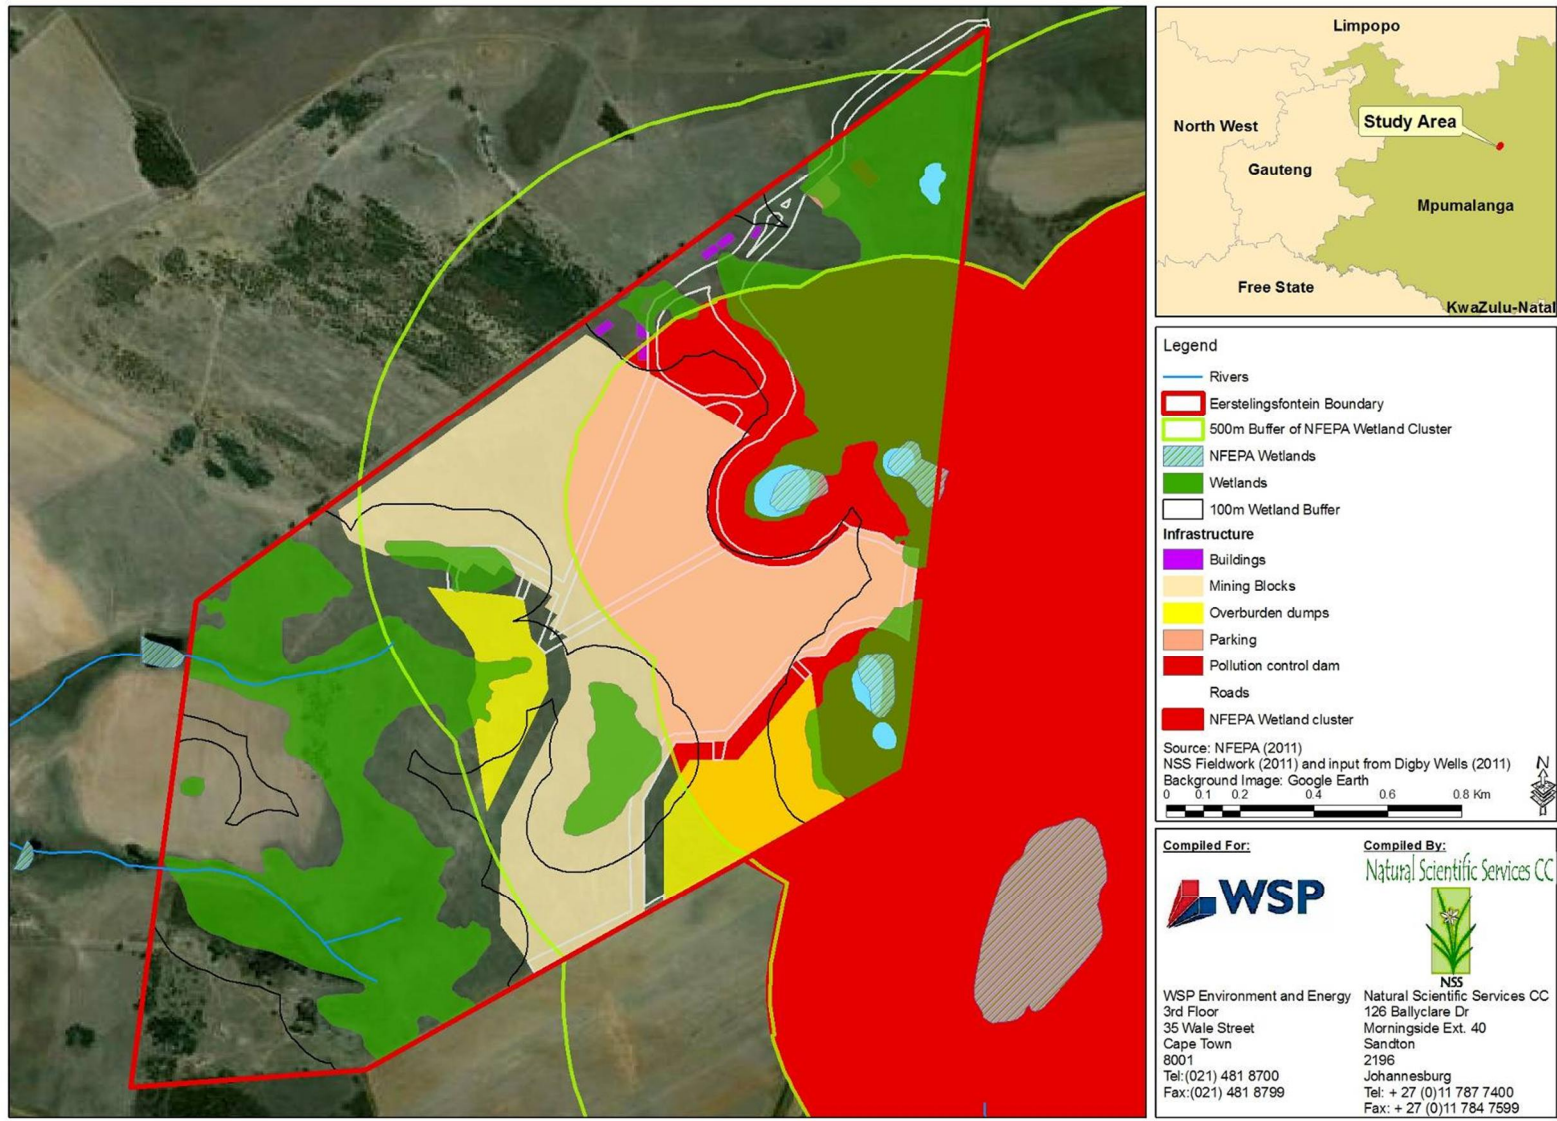 Limpopo
North West
Study Area
Gauteng
Mpumalanga
Free State
KwaZulu-Natal
Legend
Rivers
Eerstelingsfontein Boundary
500m Buffer of NFEPA Wetland Cluster
NFEPA Wetlands
Wetlands
100m Wetland Buffer
Infrastructure
Buildings
Mining Blocks
Overburden dumps
Parking
Pollution control dam
Roads
NFEPA Wetland cluster
Source: NFEPA (2011)
NSS Fieldwork (2011) and input from Digby Wells (2011)
Background Image: Google Earth
N
0 0.1 0.2 0.4 0.6 0.8 Km
Compiled For:
WSP
WSP Environment and Energy
3rd Floor
35 Wale Street
Cape Town
8001
Tel:(021) 481 8700
Fax:(021) 481 8799
Compiled By:
Natural Scientific Services CC
NSS
Natural Scientific Services CC
126 Ballyclare Dr
Morningside Ext. 40
Sandton
2196
Johannesburg
Tel: + 27 (0)11 787 7400
Fax: + 27 (0)11 784 7599